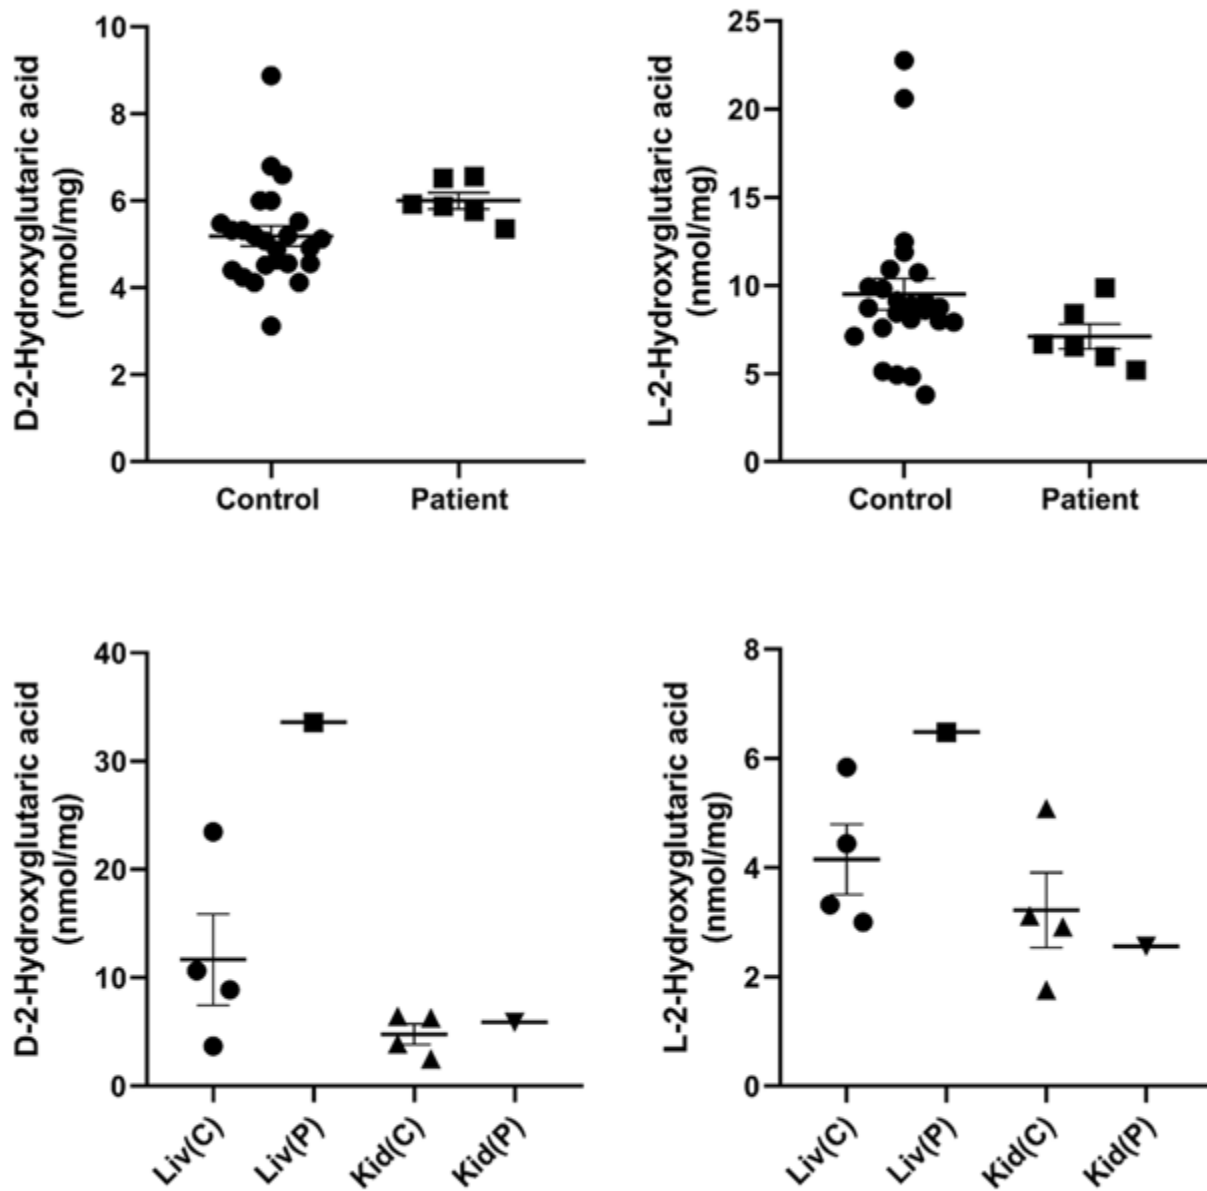 D-2-Hydroxyglutaric acid
(nmol/mg)
10
8
6
4
2
0
Control
Patient
L-2-Hydroxyglutaric acid
(nmol/mg)
25
20
15
10
5
0
Control
Patient
D-2-Hydroxyglutaric acid
(nmol/mg)
40
30
20
10
0
Liv(C)
Liv(P)
Kid(C)
Kid(P)
L-2-Hydroxyglutaric acid
(nmol/mg)
8
6
4
2
0
Liv(C)
Liv(P)
Kid(C)
Kid(P)